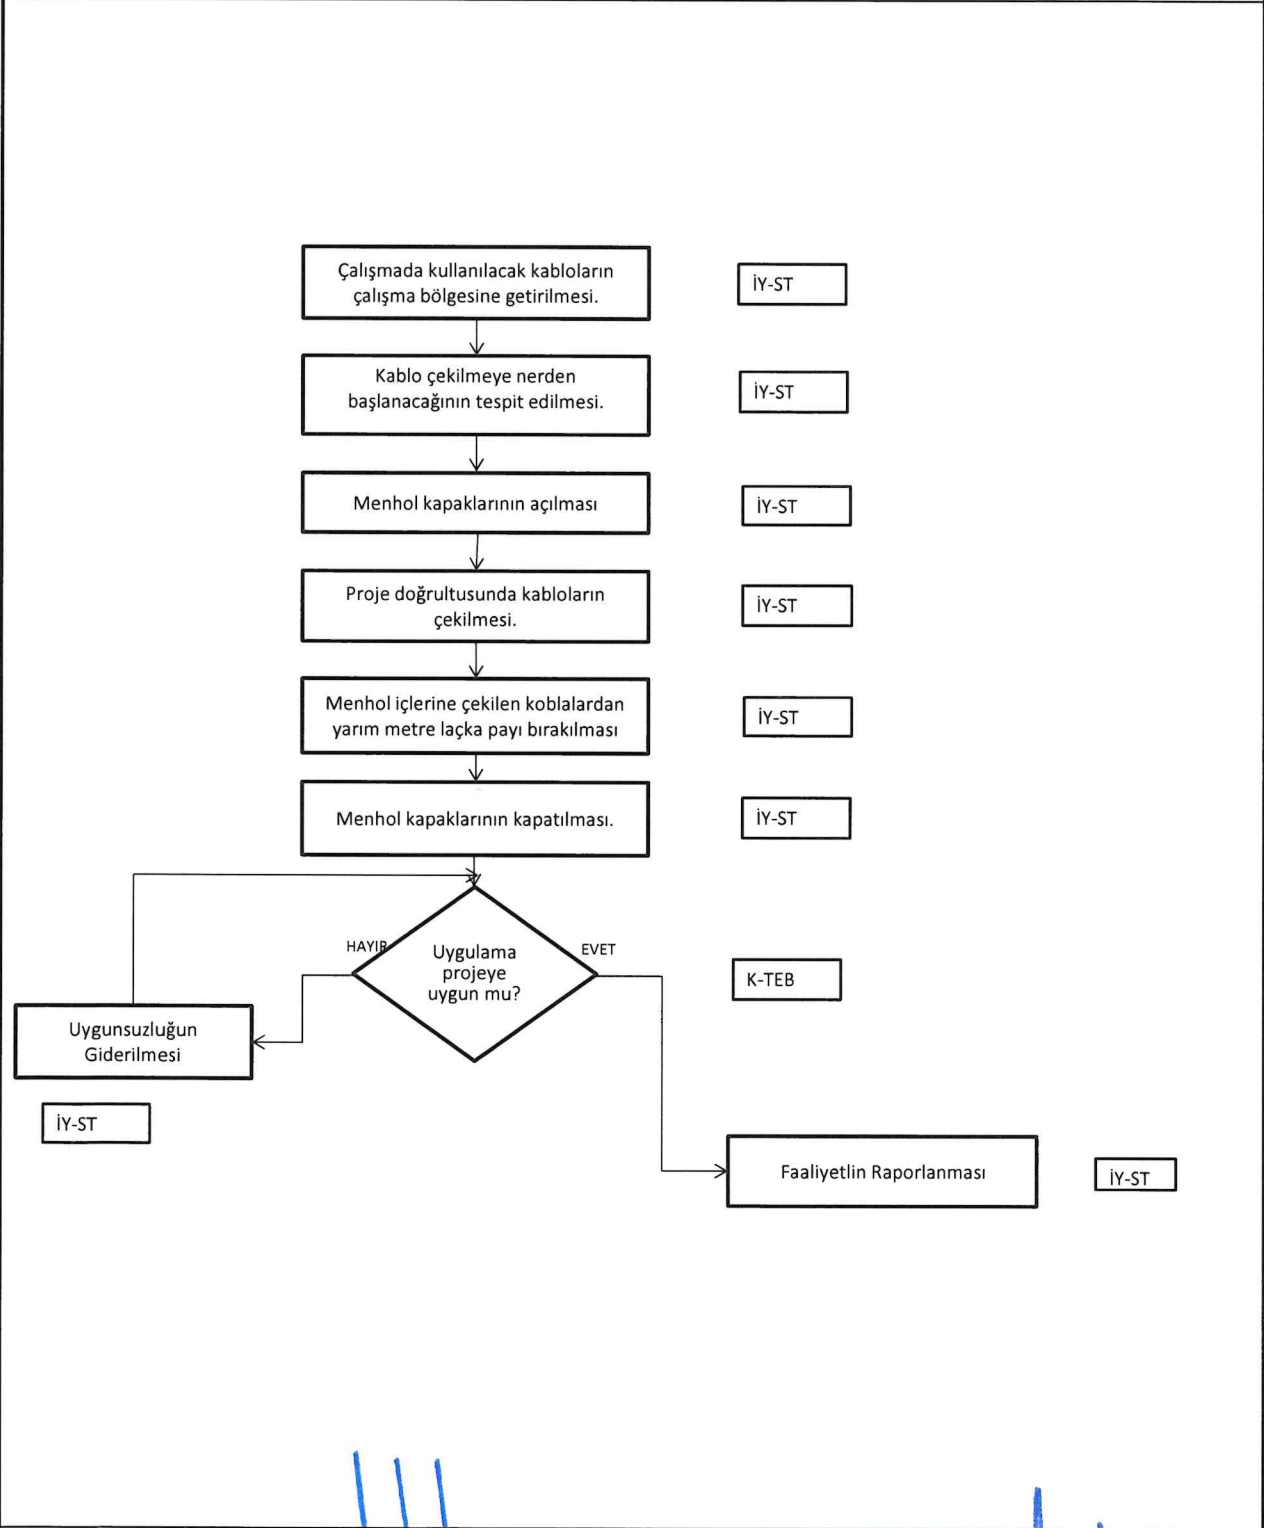 Çalışmada kullanılacak kabloların
çalışma bölgesine getirilmesi.
İY-ST
Kablo çekilmeye nerden
başlanacağının tespit edilmesi.
İY-ST
Menhol kapaklarının açılması
İY-ST
Proje doğrultusunda kabloların
çekilmesi.
İY-ST
Menhol içlerine çekilen koblalardan
yarım metre laçka payı bırakılması
İY-ST
Menhol kapaklarının kapatılması.
İY-ST
HAYIR
Uygulama
projeye
uygun mu?
EVET
K-TEB
Uygunsuzluğun
Giderilmesi
İY-ST
Faaliyetlin Raporlanması
İY-ST